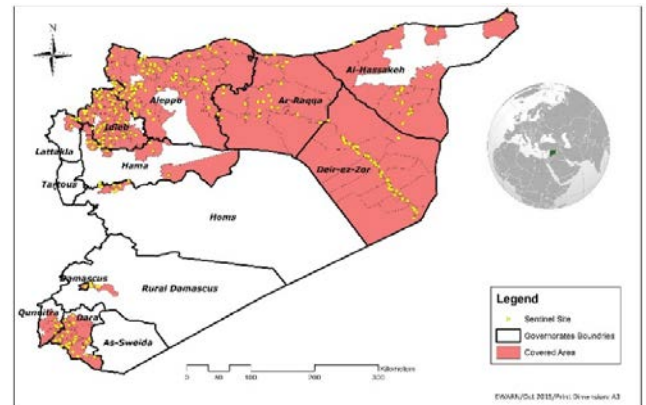 N
Al-Hassakeh
Aleppo
Ar-Raqqa
Idleb
Lattakia
Hama
Deir-ez-Zor
Tartous
Homs
Damascus
Rural Damascus
Qunaitra
Dara
As-Sweida
Legend
Sentinel Site
Governorates Boundries
Covered Area
Kilometers
0 50 100 200 300
EWARN/Oct 2015/Print Dimension: A3